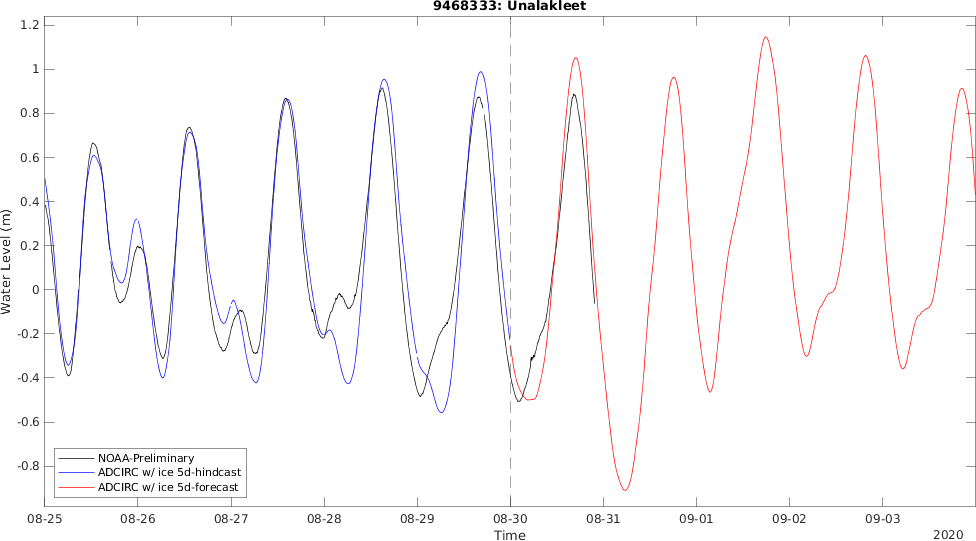 9468333: Unalakleet
1.2
1
0.8
0.6
0.4
0.2
0
-0.2
-0.4
-0.6
-0.8
Water Level (m)
NOAA-Preliminary
ADCIRC w/ ice 5d-hindcast
ADCIRC w/ ice 5d-forecast
08-25 08-26 08-27 08-28 08-29 08-30 08-31 09-01 09-02 09-03
Time
2020